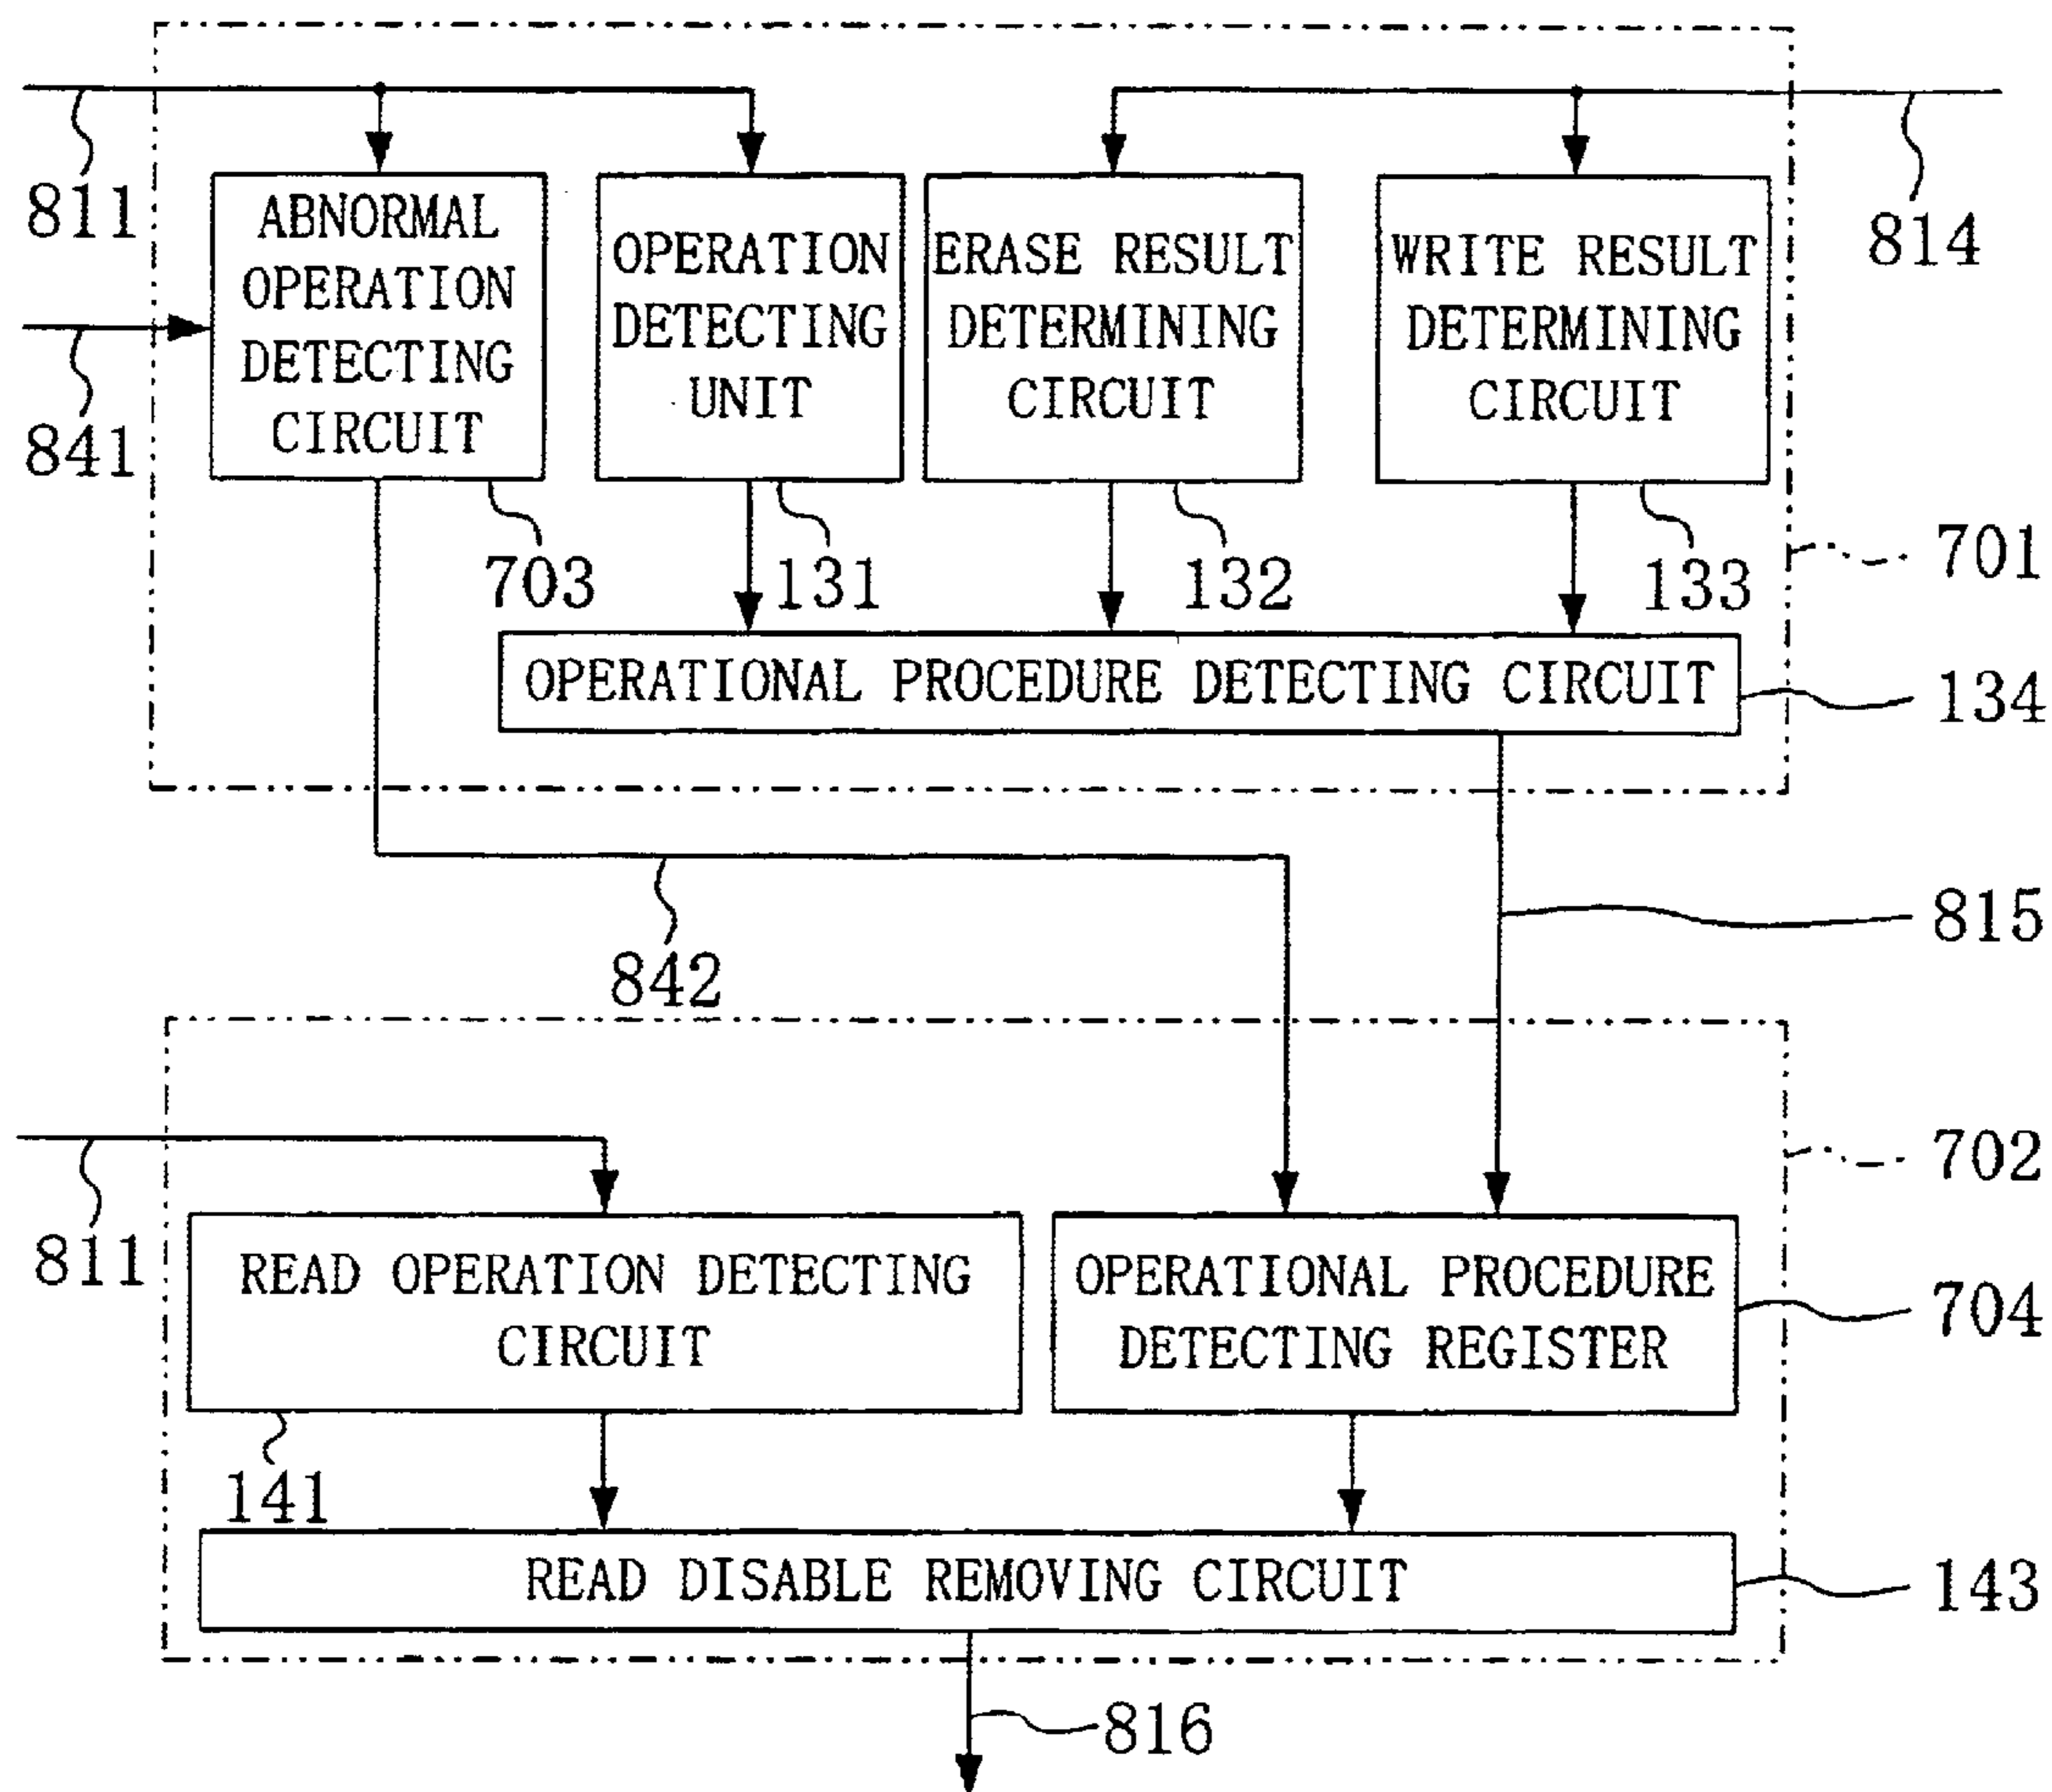 811
841
ABNORMAL
OPERATION
DETECTING
CIRCUIT
703
OPERATION
DETECTING
UNIT
131
ERASE RESULT
DETERMINING
CIRCUIT
132
WRITE RESULT
DETERMINING
CIRCUIT
133
814
701
OPERATIONAL PROCEDURE DETECTING CIRCUIT
134
842
815
811
702
READ OPERATION DETECTING
CIRCUIT
141
OPERATIONAL PROCEDURE
DETECTING REGISTER
704
READ DISABLE REMOVING CIRCUIT
143
816